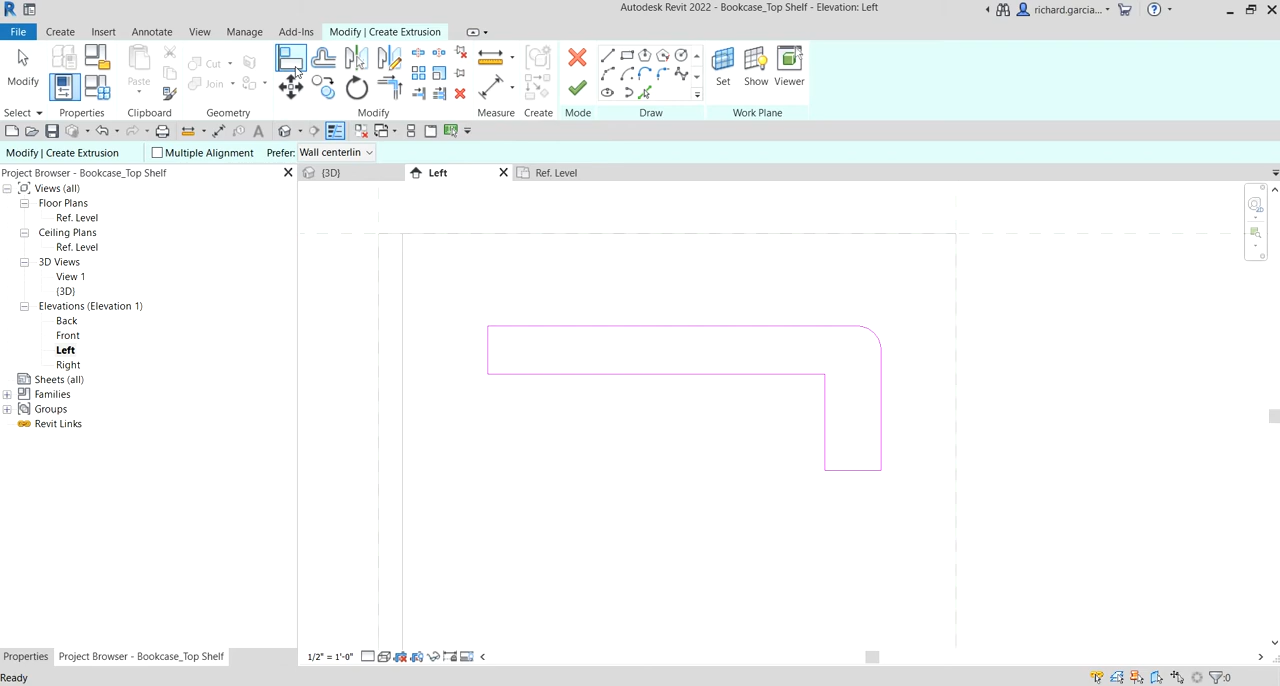 Autodesk Revit 2022 - Bookcase_Top Shelf - Elevation: Left
richard.garcia...
File Create Insert Annotate View Manage Add-Ins Modify | Create Extrusion
Modify Paste Cut Join Set Show Viewer
Select Properties Clipboard Geometry Modify Measure Create Mode Draw Work Plane
Modify | Create Extrusion Multiple Alignment Prefer: Wall centerlin
Project Browser - Bookcase_Top Shelf
{3D} Left Ref. Level
Views (all)
Floor Plans
Ref. Level
Ceiling Plans
Ref. Level
3D Views
View 1
{3D}
Elevations (Elevation 1)
Back
Front
Left
Right
Sheets (all)
Families
Groups
Revit Links
Properties Project Browser - Bookcase_Top Shelf 1/2" = 1'-0"
Ready :0